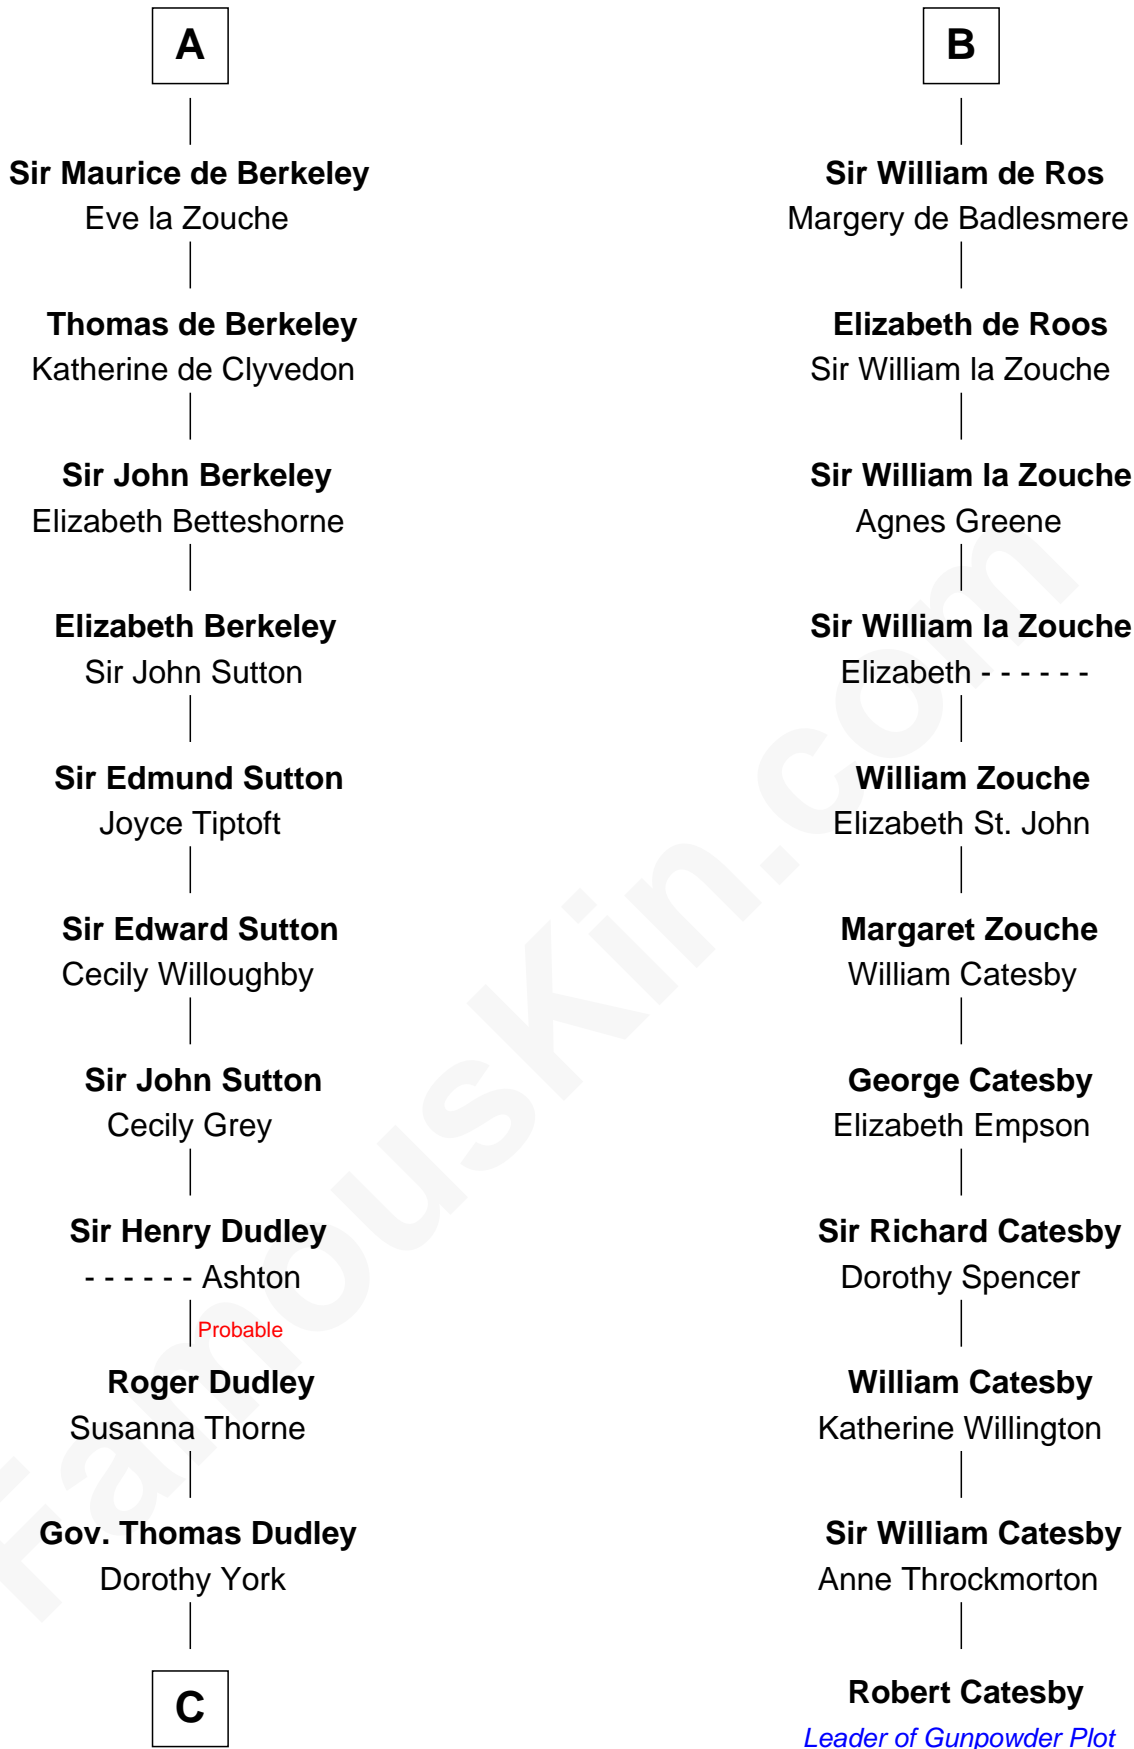 A
Sir Maurice de Berkeley
Eve la Zouche
Thomas de Berkeley
Katherine de Clyvedon
Sir John Berkeley
Elizabeth Betteshorne
Elizabeth Berkeley
Sir John Sutton
Sir Edmund Sutton
Joyce Tiptoft
Sir Edward Sutton
Cecily Willoughby
Sir John Sutton
Cecily Grey
Sir Henry Dudley
- - - - - - Ashton
Probable
Roger Dudley
Susanna Thorne
Gov. Thomas Dudley
Dorothy York
C
B
Sir William de Ros
Margery de Badlesmere
Elizabeth de Roos
Sir William la Zouche
Sir William la Zouche
Agnes Greene
Sir William la Zouche
Elizabeth - - - - - -
William Zouche
Elizabeth St. John
Margaret Zouche
William Catesby
George Catesby
Elizabeth Empson
Sir Richard Catesby
Dorothy Spencer
William Catesby
Katherine Willington
Sir William Catesby
Anne Throckmorton
Robert Catesby
Leader of Gunpowder Plot
FamousKin.com